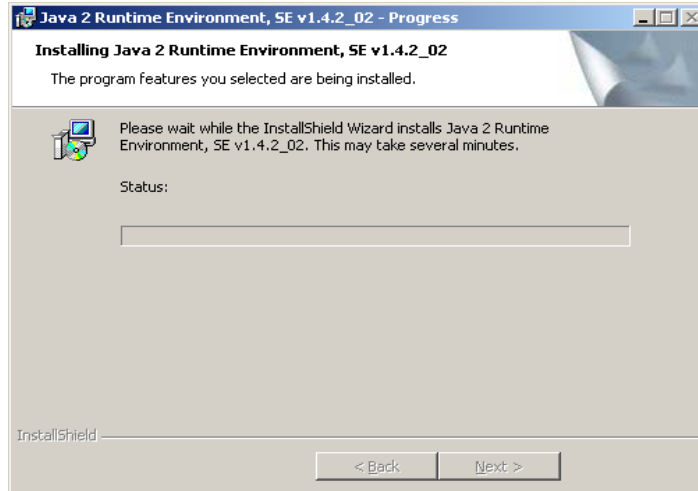 Java 2 Runtime Environment, SE v1.4.2_02 - Progress
Installing Java 2 Runtime Environment, SE v1.4.2_02
The program features you selected are being installed.
Please wait while the InstallShield Wizard installs Java 2 Runtime
Environment, SE v1.4.2_02. This may take several minutes.
Status:
InstallShield
< Back Next >